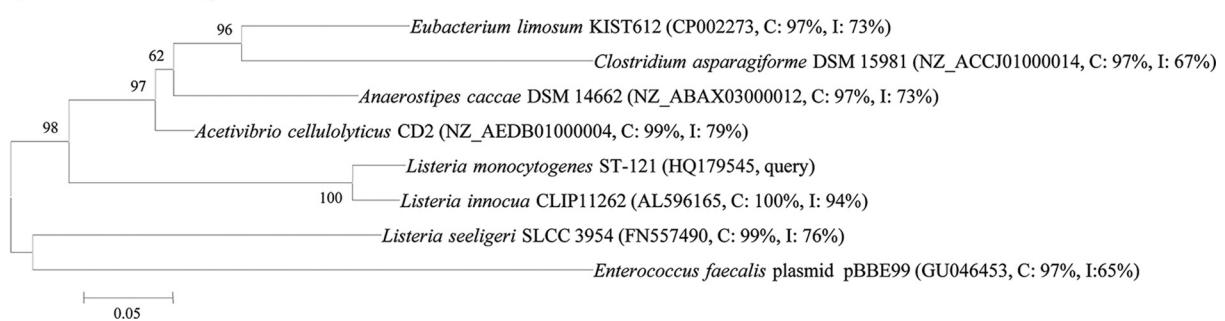 96
Eubacterium limosum KIST612 (CP002273, C: 97%, I: 73%)
62
Clostridium asparagiforme DSM 15981 (NZ_ACCJ01000014, C: 97%, I: 67%)
97
Anaerostipes caccae DSM 14662 (NZ_ABAX03000012, C: 97%, I: 73%)
98
Acetivibrio cellulolyticus CD2 (NZ_AEDB01000004, C: 99%, I: 79%)
Listeria monocytogenes ST-121 (HQ179545, query)
100
Listeria innocua CLIP11262 (AL596165, C: 100%, I: 94%)
Listeria seeligeri SLCC 3954 (FN557490, C: 99%, I: 76%)
Enterococcus faecalis plasmid pBBE99 (GU046453, C: 97%, I:65%)
0.05